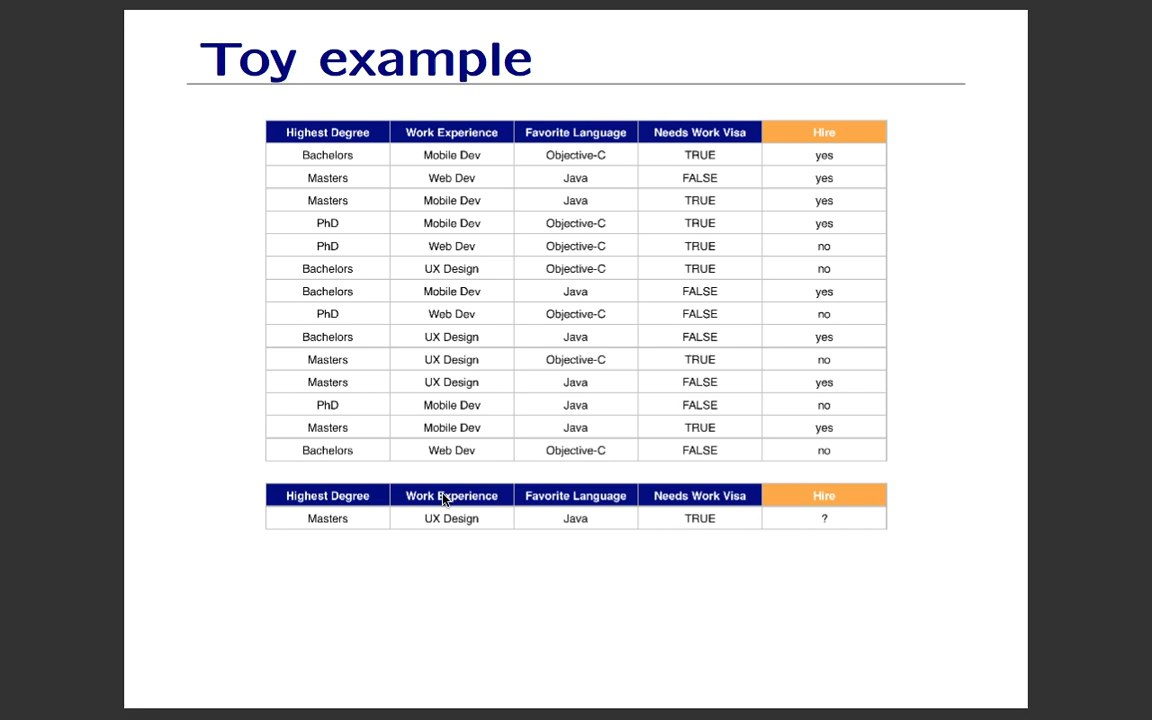 Toy example
Highest Degree Work Experience Favorite Language Needs Work Visa Hire
Bachelors Mobile Dev Objective-C TRUE yes
Masters Web Dev Java FALSE yes
Masters Mobile Dev Java TRUE yes
PhD Mobile Dev Objective-C TRUE yes
PhD Web Dev Objective-C TRUE no
Bachelors UX Design Objective-C TRUE no
Bachelors Mobile Dev Java FALSE yes
PhD Web Dev Objective-C FALSE no
Bachelors UX Design Java FALSE yes
Masters UX Design Objective-C TRUE no
Masters UX Design Java FALSE yes
PhD Mobile Dev Java FALSE no
Masters Mobile Dev Java TRUE yes
Bachelors Web Dev Objective-C FALSE no
Highest Degree Work Experience Favorite Language Needs Work Visa Hire
Masters UX Design Java TRUE ?